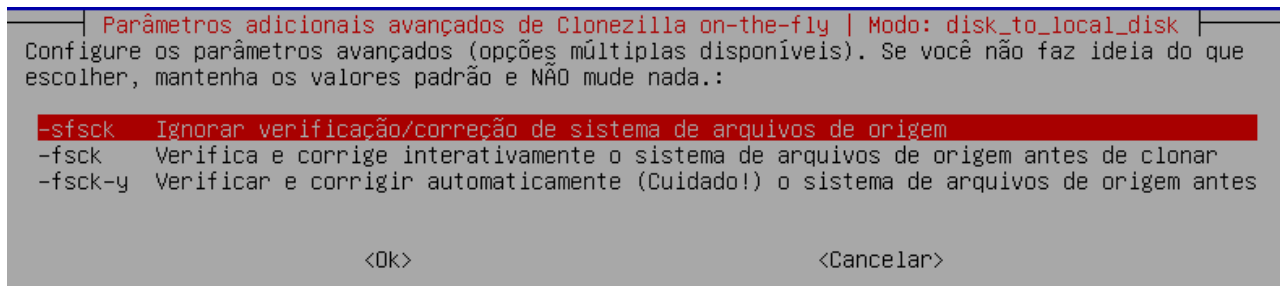 Parâmetros adicionais avançados de Clonezilla on-the-fly | Modo: disk_to_local_disk
Configure os parâmetros avançados (opções múltiplas disponíveis). Se você não faz ideia do que
escolher, mantenha os valores padrão e NÃO mude nada.:
-sfsck Ignorar verificação/correção de sistema de arquivos de origem
-fsck Verifica e corrige interativamente o sistema de arquivos de origem antes de clonar
-fsck-y Verificar e corrigir automaticamente (Cuidado!) o sistema de arquivos de origem antes
<Ok> <Cancelar>